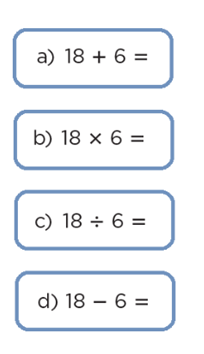 a) 18 + 6 =
b) 18 × 6 =
c) 18 ÷ 6 =
d) 18 − 6 =